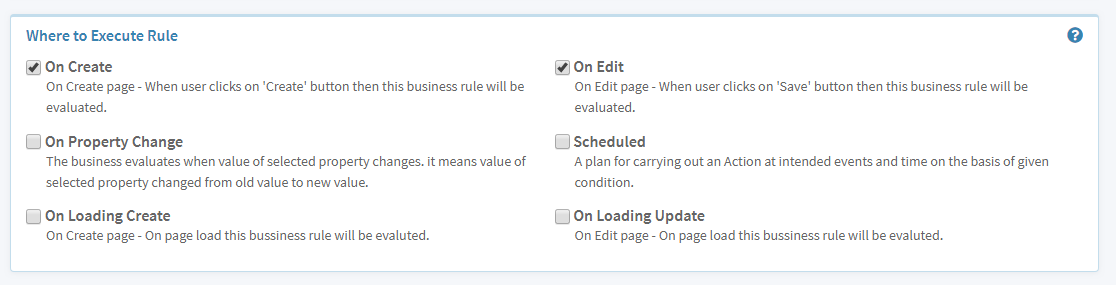 Where to Execute Rule
?
On Create
On Create page - When user clicks on 'Create' button then this business rule will be
evaluated.
On Edit
On Edit page - When user clicks on 'Save' button then this business rule will be
evaluated.
On Property Change
The business evaluates when value of selected property changes. it means value of
selected property changed from old value to new value.
Scheduled
A plan for carrying out an Action at intended events and time on the basis of given
condition.
On Loading Create
On Create page - On page load this bussiness rule will be evaluted.
On Loading Update
On Edit page - On page load this bussiness rule will be evaluted.